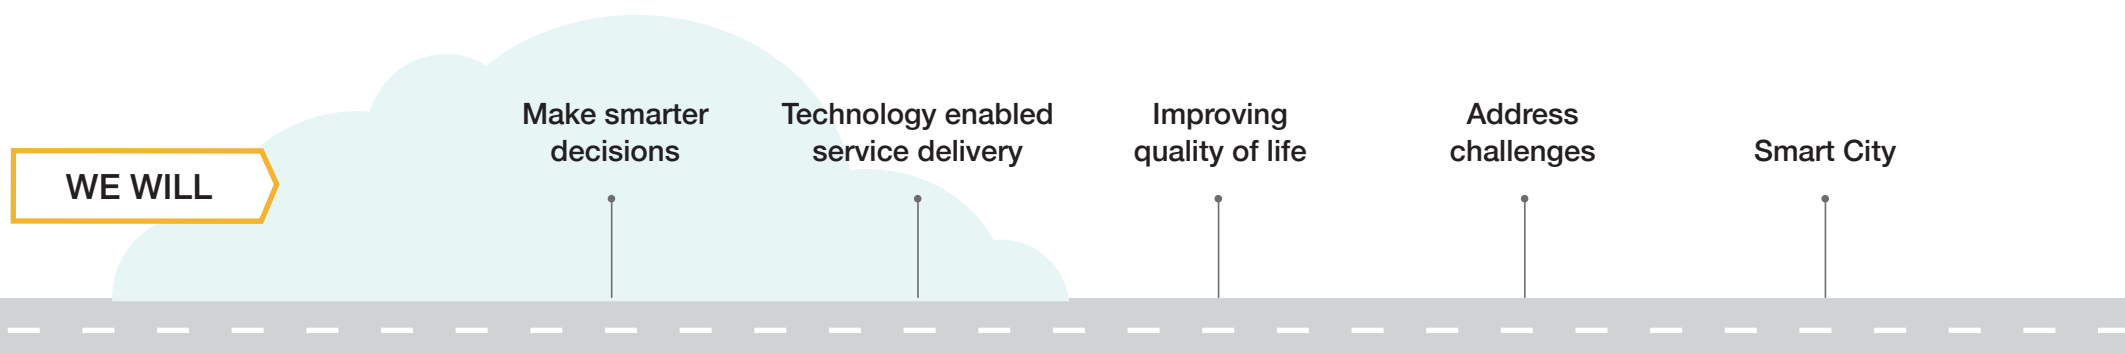 WE WILL
Make smarter
decisions
Technology enabled
service delivery
Improving
quality of life
Address
challenges
Smart City